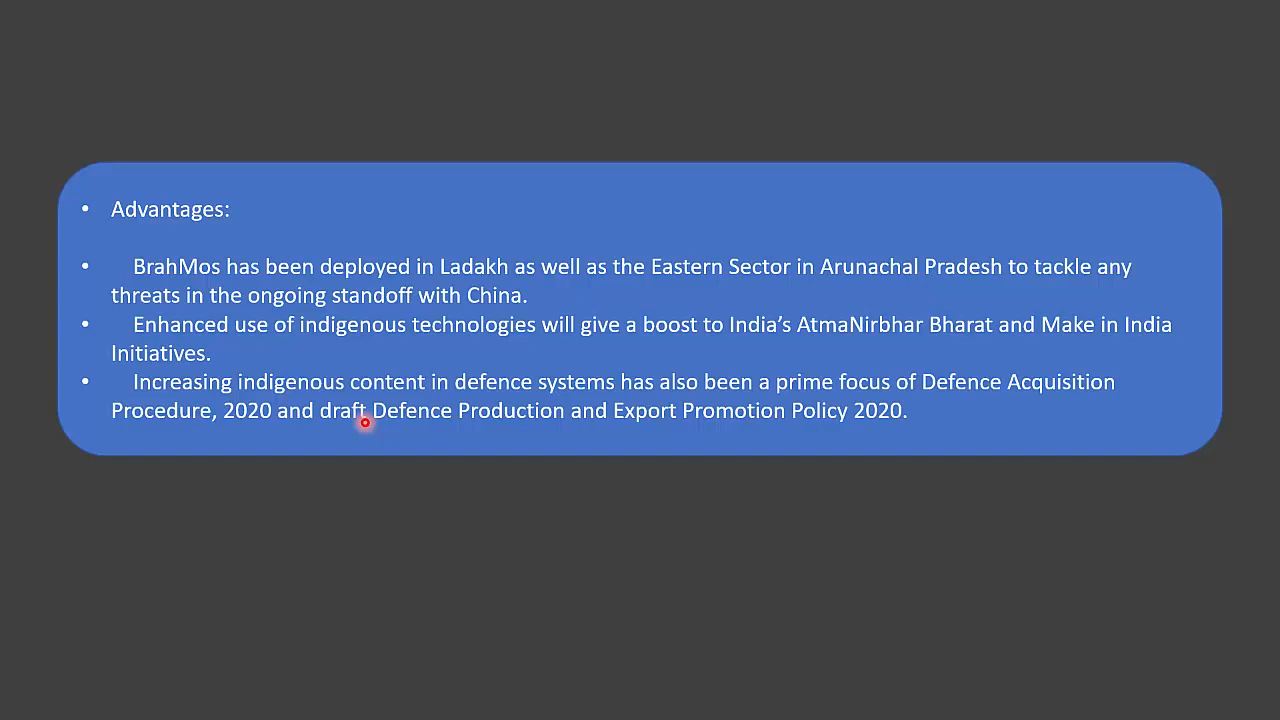 • Advantages:
• BrahMos has been deployed in Ladakh as well as the Eastern Sector in Arunachal Pradesh to tackle any
threats in the ongoing standoff with China.
• Enhanced use of indigenous technologies will give a boost to India’s AtmaNirbhar Bharat and Make in India
Initiatives.
• Increasing indigenous content in defence systems has also been a prime focus of Defence Acquisition
Procedure, 2020 and draft Defence Production and Export Promotion Policy 2020.